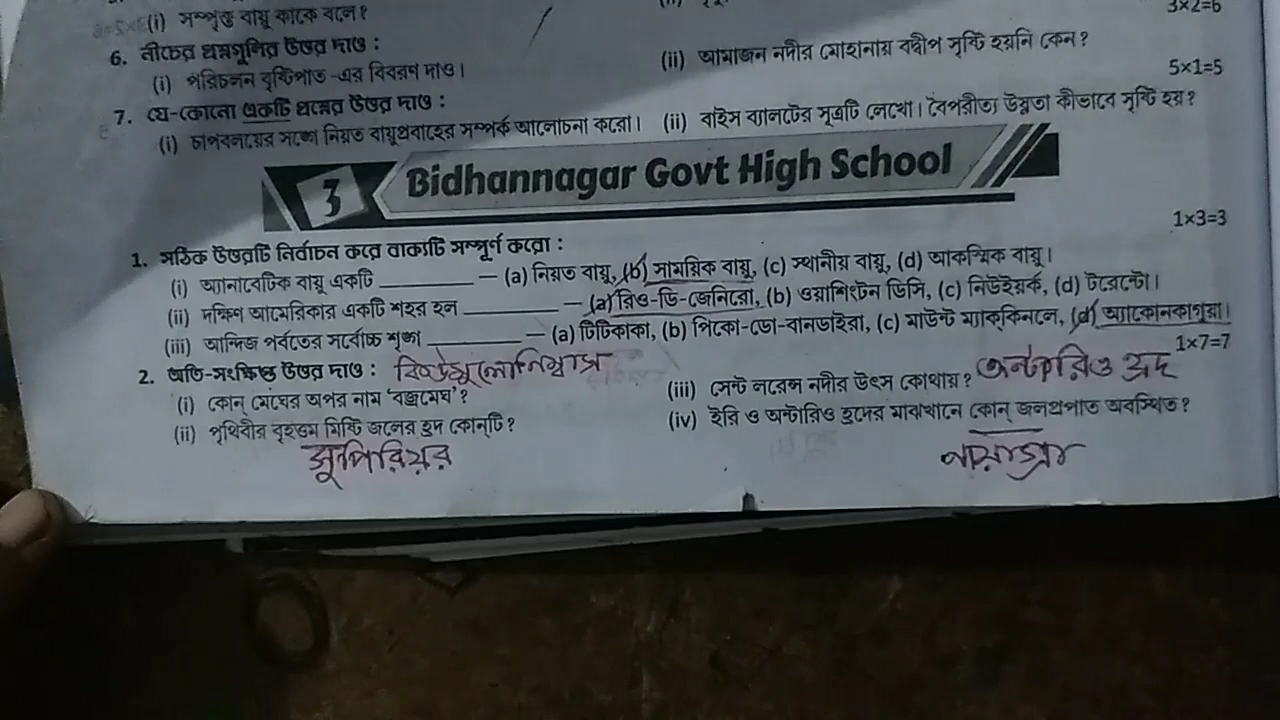 (i) সম্পৃক্ত বায়ু কাকে বলে?
3×2=6
6. নীচের প্রশ্নগুলির উত্তর দাও :
(i) পরিচলন বৃষ্টিপাত-এর বিবরণ দাও। (ii) আমাজন নদীর মোহানায় বদ্বীপ সৃষ্টি হয়নি কেন?
7. যে-কোনো একটি প্রশ্নের উত্তর দাও : 5×1=5
(i) চাপবলয়ের সঙ্গে নিয়ত বায়ুপ্রবাহের সম্পর্ক আলোচনা করো। (ii) বাইস ব্যালটের সূত্রটি লেখো। বৈপরীত্য উষ্ণতা কীভাবে সৃষ্টি হয়?
3 Bidhannagar Govt High School
1. সঠিক উত্তরটি নির্বাচন করে বাক্যটি সম্পূর্ণ করো : 1×3=3
(i) অ্যানাবেটিক বায়ু একটি ________ — (a) নিয়ত বায়ু, (b) সাময়িক বায়ু, (c) স্থানীয় বায়ু, (d) আকস্মিক বায়ু।
(ii) দক্ষিণ আমেরিকার একটি শহর হল ________ — (a) রিও-ডি-জেনিরো, (b) ওয়াশিংটন ডিসি, (c) নিউইয়র্ক, (d) টরেন্টো।
(iii) আন্দিজ পর্বতের সর্বোচ্চ শৃঙ্গ ________ — (a) টিটিকাকা, (b) পিকো-ডো-বানডাইরা, (c) মাউন্ট ম্যাক্‌কিনলে, (d) অ্যাকোনকাগুয়া।
2. অতি-সংক্ষিপ্ত উত্তর দাও : 1×7=7
(i) কোন্ মেঘের অপর নাম 'বজ্রমেঘ'? (iii) সেন্ট লরেন্স নদীর উৎস কোথায়? অন্টারিও হ্রদ
(ii) পৃথিবীর বৃহত্তম মিষ্টি জলের হ্রদ কোন্‌টি? (iv) ইরি ও অন্টারিও হ্রদের মাঝখানে কোন্ জলপ্রপাত অবস্থিত?
সুপিরিয়র নায়াগ্রা